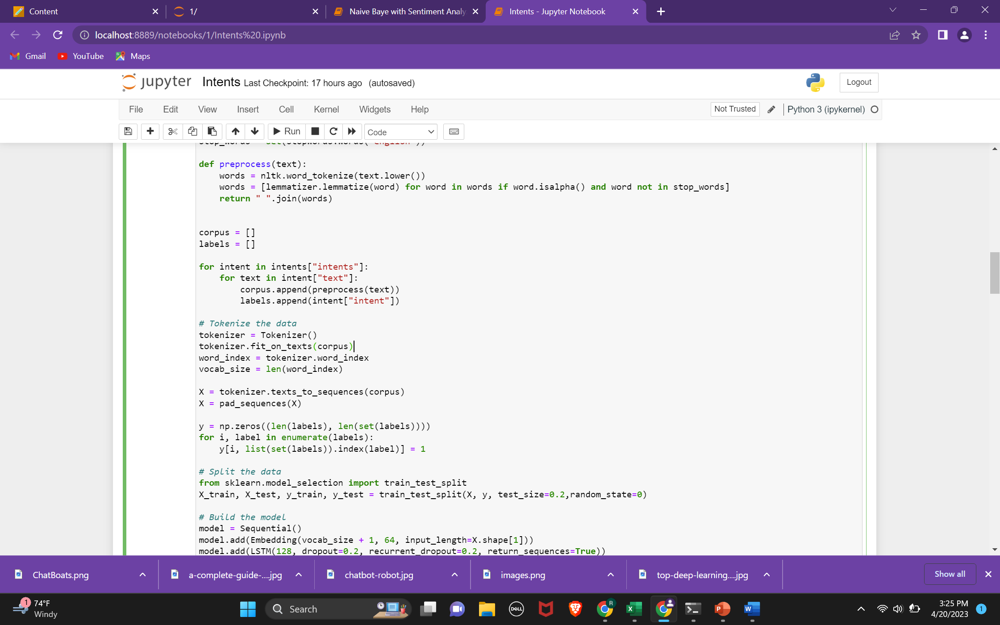 Content
1/
Naive Baye with Sentiment Analy
Intents - Jupyter Notebook
localhost:8889/notebooks/1/Intents%20.ipynb
Gmail
YouTube
Maps
jupyter Intents Last Checkpoint: 17 hours ago (autosaved)
Logout
File Edit View Insert Cell Kernel Widgets Help
Not Trusted
Python 3 (ipykernel)
Run
Code
def preprocess(text):
    words = nltk.word_tokenize(text.lower())
    words = [lemmatizer.lemmatize(word) for word in words if word.isalpha() and word not in stop_words]
    return " ".join(words)
corpus = []
labels = []
for intent in intents["intents"]:
    for text in intent["text"]:
        corpus.append(preprocess(text))
        labels.append(intent["intent"])
# Tokenize the data
tokenizer = Tokenizer()
tokenizer.fit_on_texts(corpus)
word_index = tokenizer.word_index
vocab_size = len(word_index)
X = tokenizer.texts_to_sequences(corpus)
X = pad_sequences(X)
y = np.zeros((len(labels), len(set(labels))))
for i, label in enumerate(labels):
    y[i, list(set(labels)).index(label)] = 1
# Split the data
from sklearn.model_selection import train_test_split
X_train, X_test, y_train, y_test = train_test_split(X, y, test_size=0.2,random_state=0)
# Build the model
model = Sequential()
model.add(Embedding(vocab_size + 1, 64, input_length=X.shape[1]))
model.add(LSTM(128, dropout=0.2, recurrent_dropout=0.2, return_sequences=True))
ChatBoats.png
a-complete-guide-....jpg
chatbot-robot.jpg
images.png
top-deep-learning....jpg
Show all
1
74°F
Windy
Search
DELL
R
X
P
W
3:25 PM
4/20/2023
1